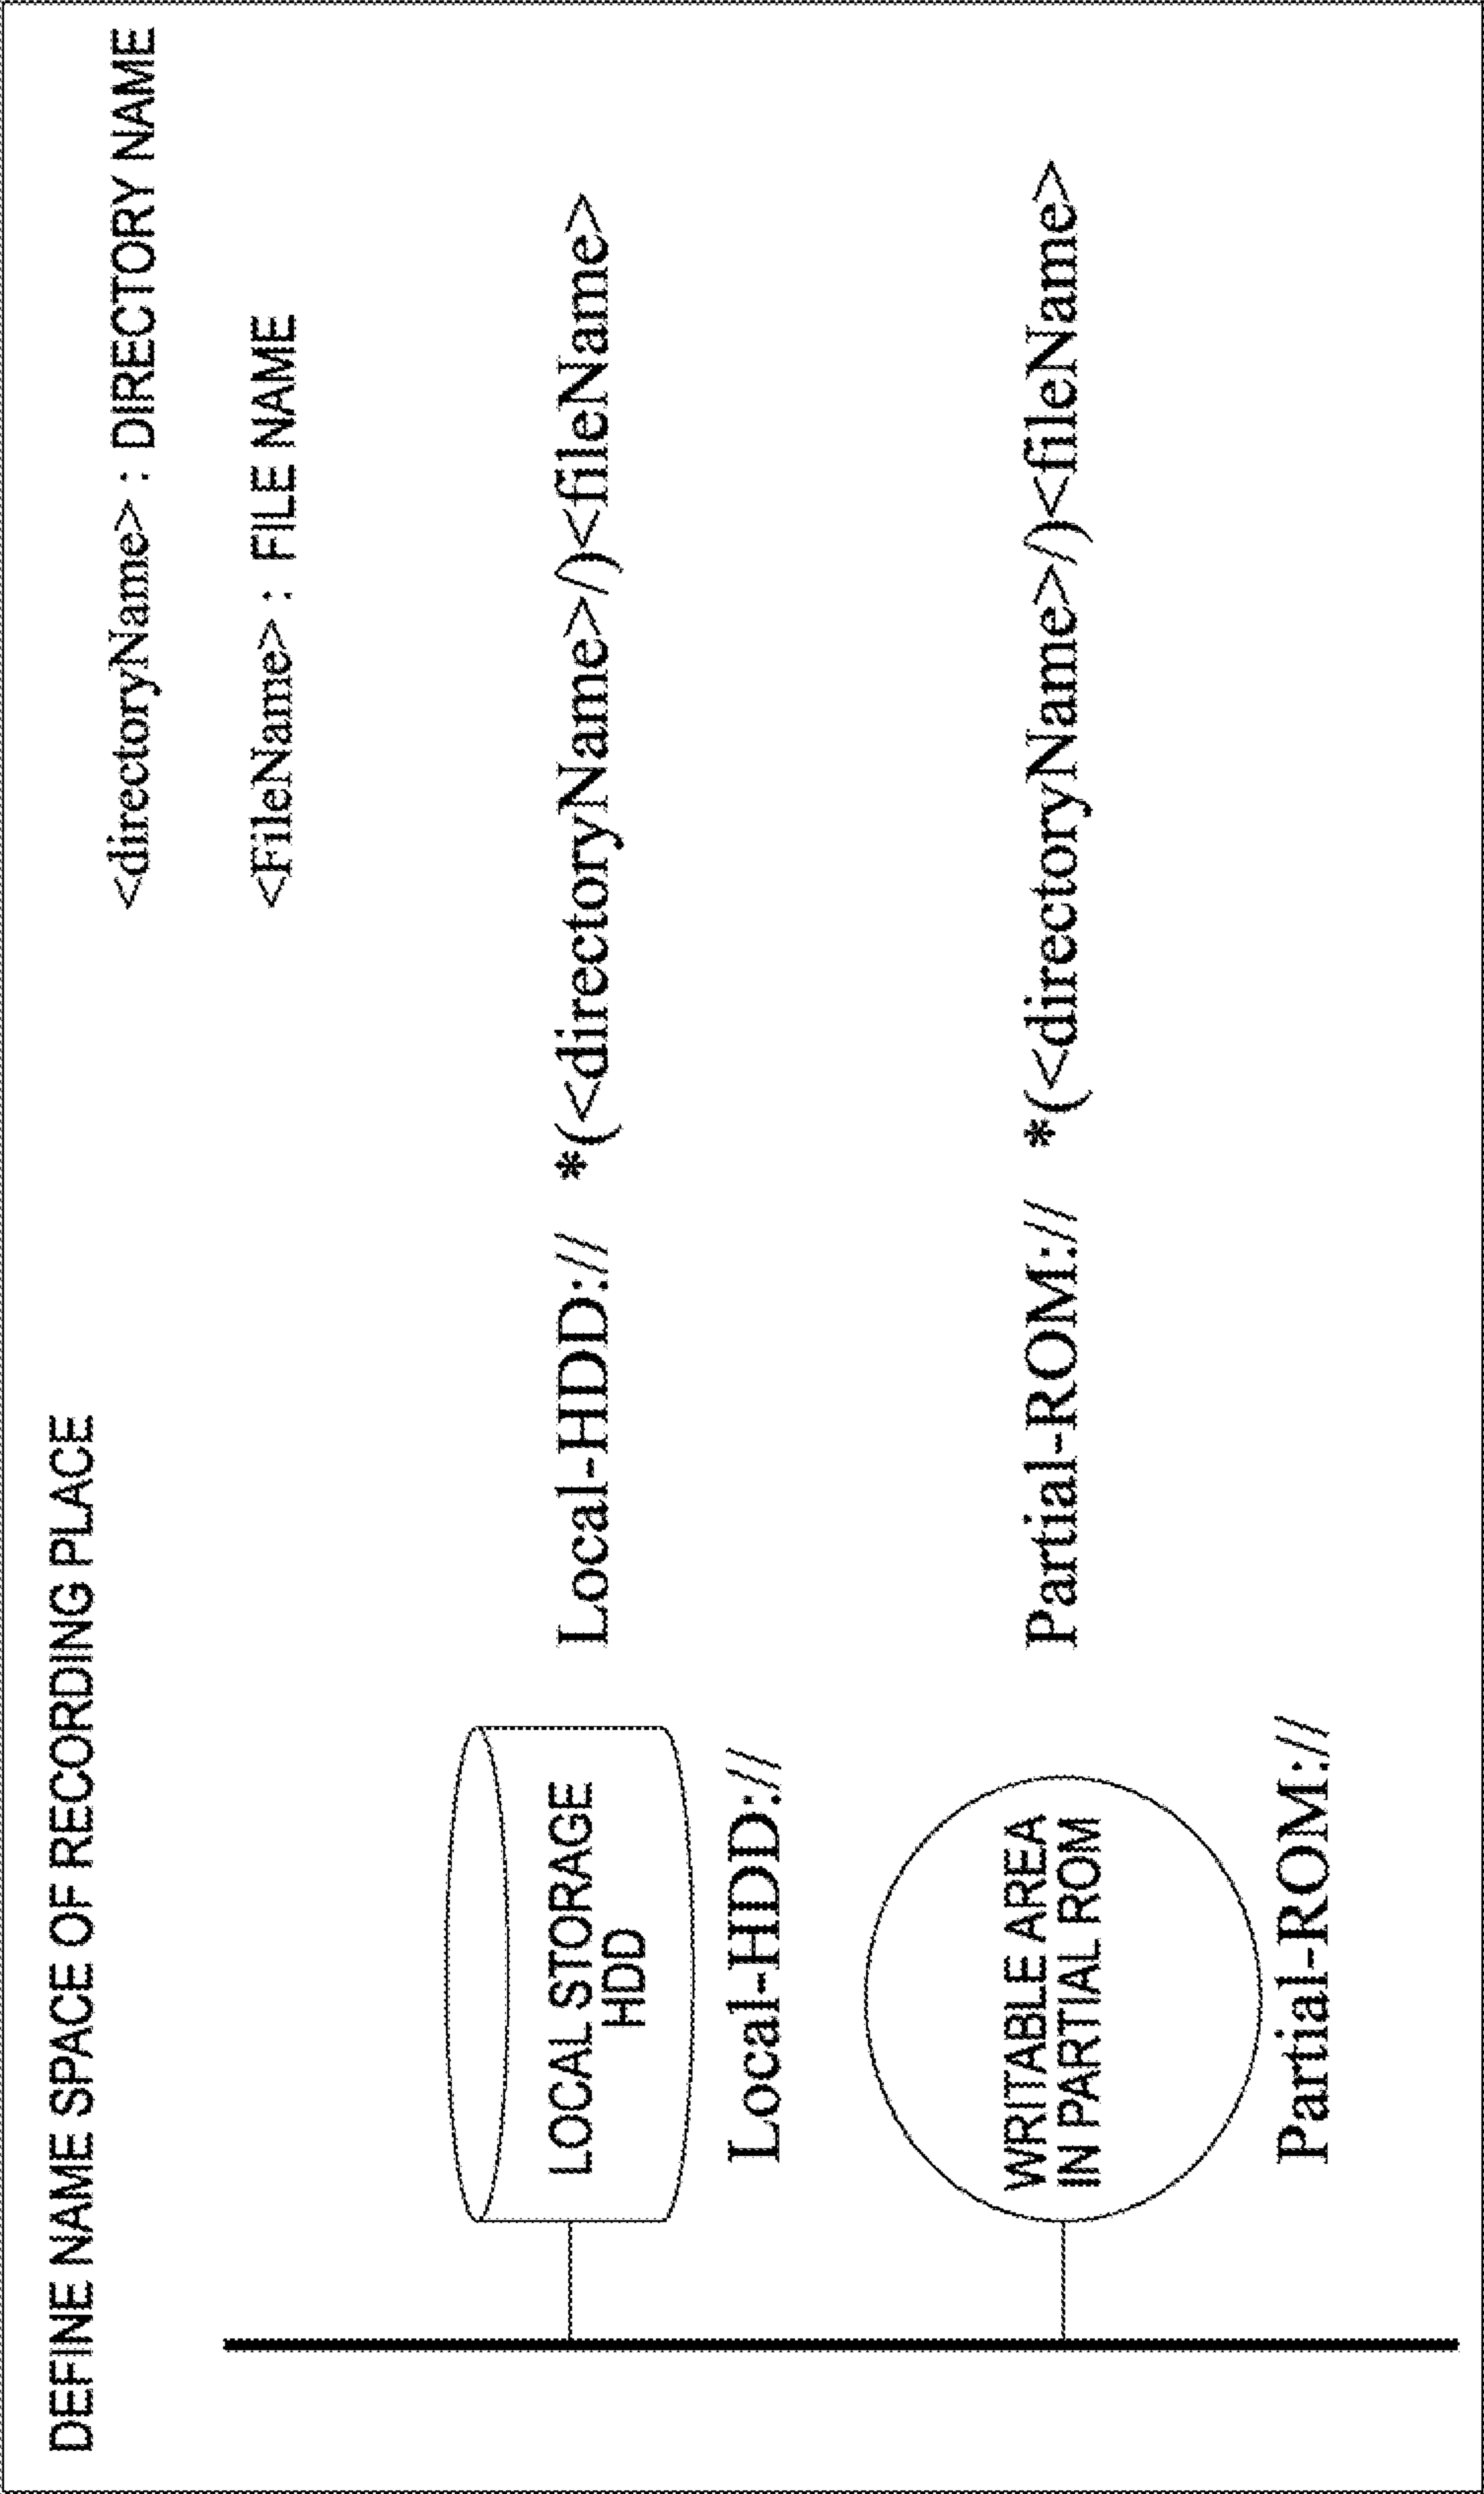 DEFINE NAME SPACE OF RECORDING PLACE
<directoryName> : DIRECTORY NAME
<FileName> : FILE NAME
LOCAL STORAGE
HDD
Local-HDD://
Local-HDD:// *(<directoryName>/)<fileName>
WRITABLE AREA
IN PARTIAL ROM
Partial-ROM://
Partial-ROM:// *(<directoryName>/)<fileName>